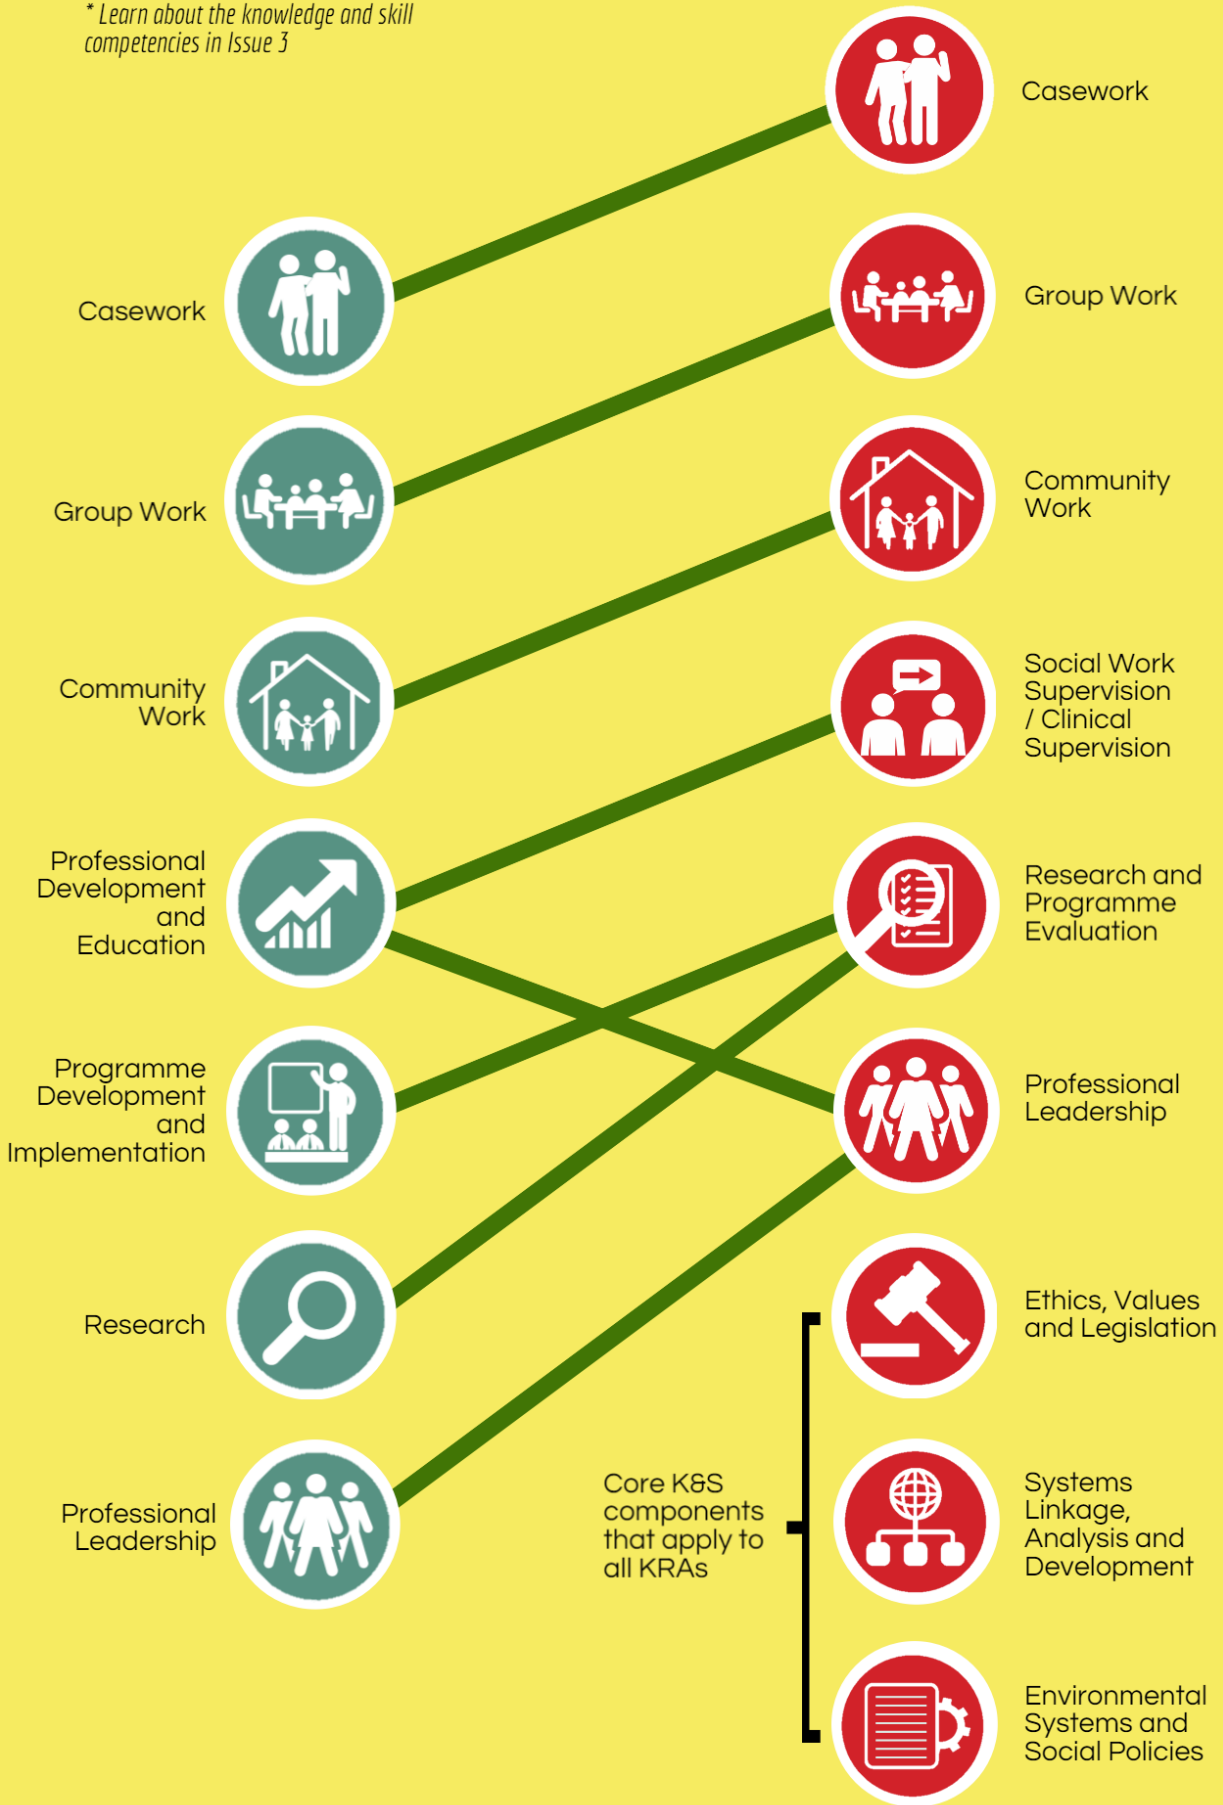 * Learn about the knowledge and skill
competencies in Issue 3
Casework
Group Work
Community
Work
Professional
Development
and
Education
Programme
Development
and
Implementation
Research
Professional
Leadership
Casework
Group Work
Community
Work
Social Work
Supervision
/ Clinical
Supervision
Research and
Programme
Evaluation
Professional
Leadership
Core K&S
components
that apply to
all KRAs
Ethics, Values
and Legislation
Systems
Linkage,
Analysis and
Development
Environmental
Systems and
Social Policies